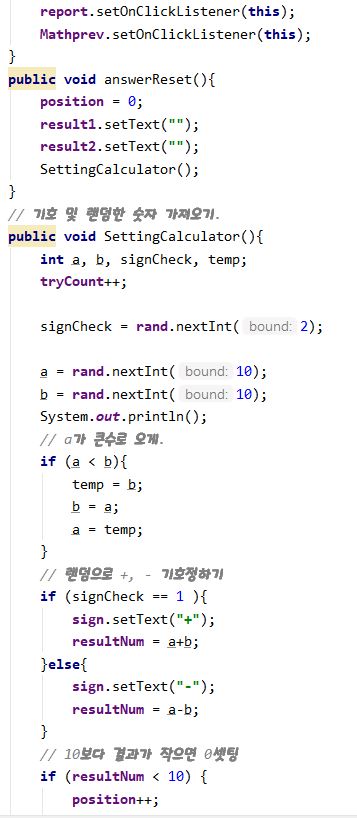 report.setOnClickListener(this);
Mathprev.setOnClickListener(this);
}
public void answerReset(){
position = 0;
result1.setText("");
result2.setText("");
SettingCalculator();
}
// 기호 및 랜덤한 숫자 가져오기.
public void SettingCalculator(){
int a, b, signCheck, temp;
tryCount++;
signCheck = rand.nextInt( bound: 2);
a = rand.nextInt( bound: 10);
b = rand.nextInt( bound: 10);
System.out.println();
// a가 큰수로 오게.
if (a < b){
temp = b;
b = a;
a = temp;
}
// 랜덤으로 +, - 기호정하기
if (signCheck == 1 ){
sign.setText("+");
resultNum = a+b;
}else{
sign.setText("-");
resultNum = a-b;
}
// 10보다 결과가 작으면 0셋팅
if (resultNum < 10) {
position++;